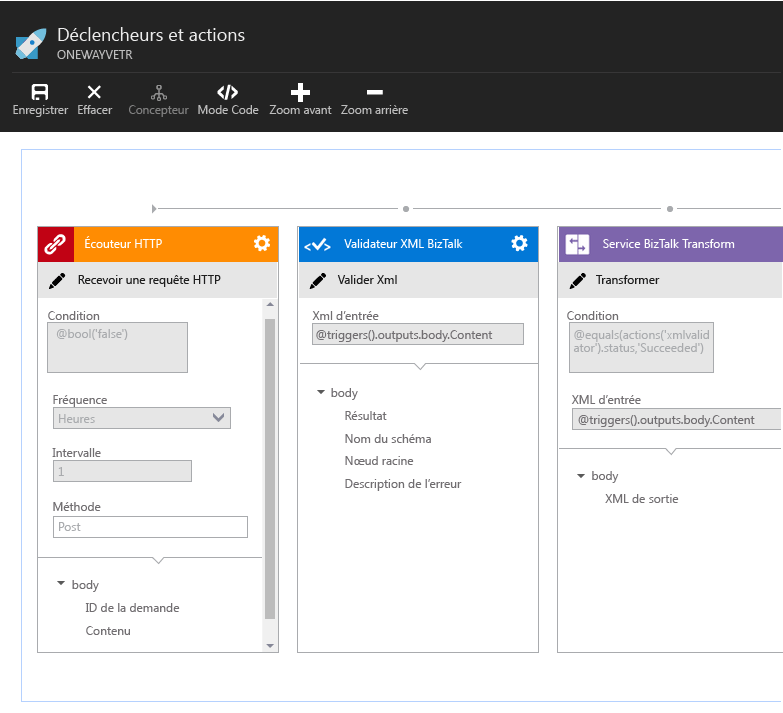 Déclencheurs et actions
ONEWAYVETR
Enregistrer Effacer Concepteur Mode Code Zoom avant Zoom arrière
Écouteur HTTP
Recevoir une requête HTTP
Condition
@bool('false')
Fréquence
Heures
Intervalle
1
Méthode
Post
body
ID de la demande
Contenu
Validateur XML BizTalk
Valider Xml
Xml d'entrée
@triggers().outputs.body.Content
body
Résultat
Nom du schéma
Nœud racine
Description de l'erreur
Service BizTalk Transform
Transformer
Condition
@equals(actions('xmlvalid
ator').status,'Succeeded')
XML d'entrée
@triggers().outputs.body.Content
body
XML de sortie